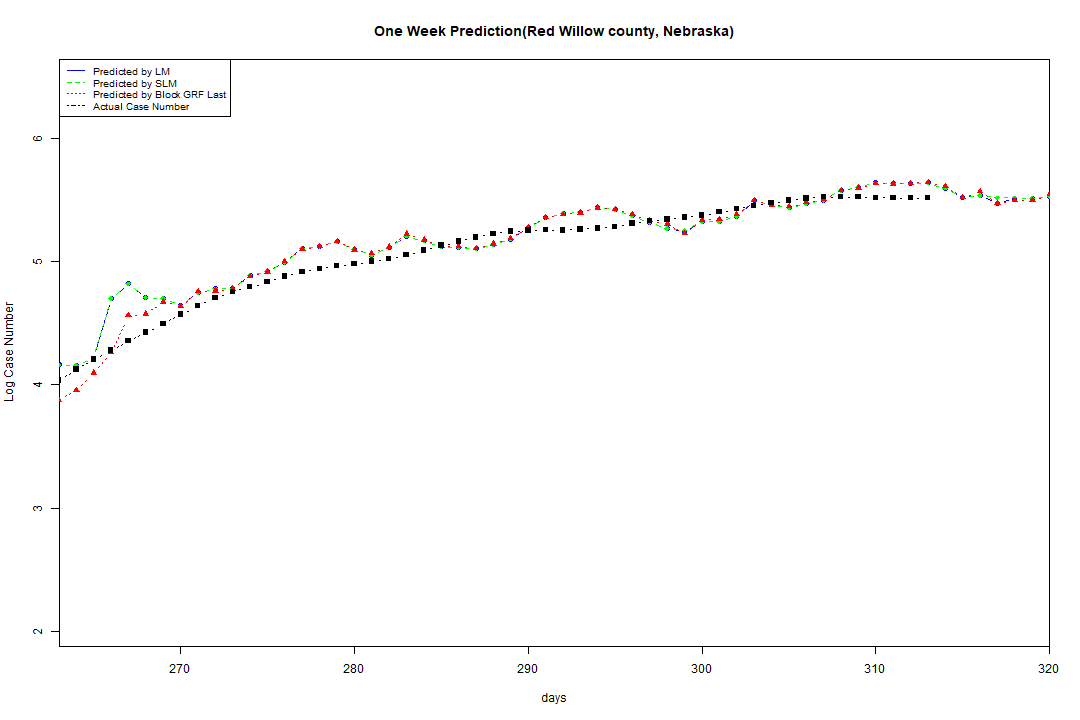 One Week Prediction(Red Willow county, Nebraska)
Predicted by LM
Predicted by SLM
Predicted by Block GRF Last
Actual Case Number
6
5
4
3
2
Log Case Number
270 280 290 300 310 320
days